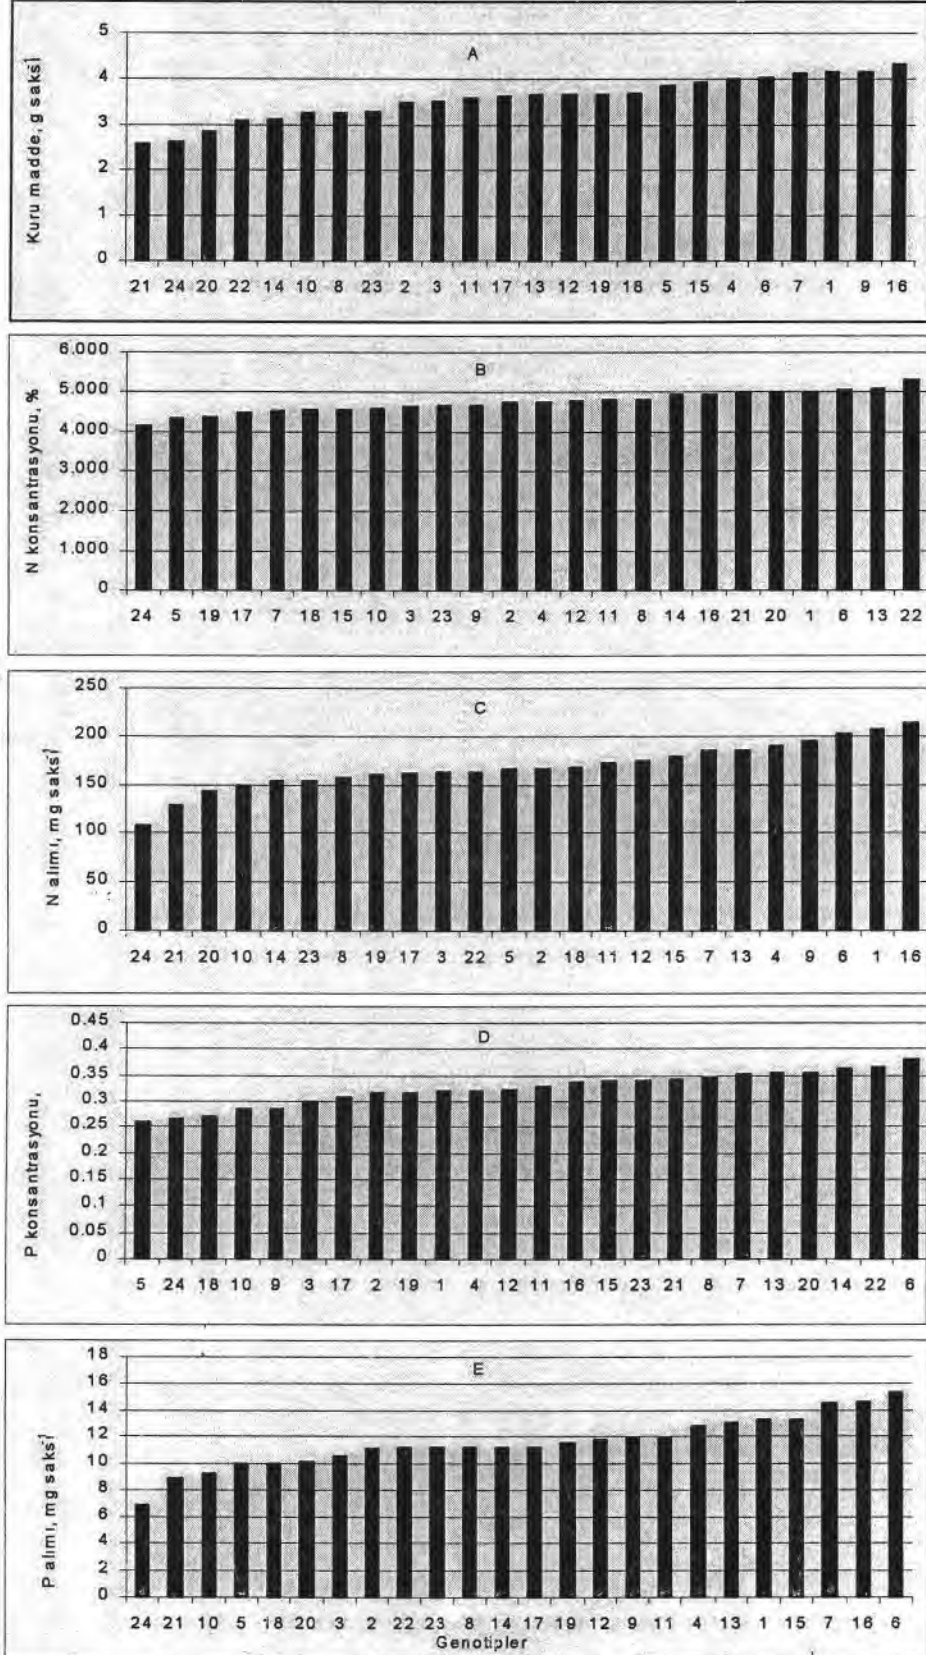 A
Kuru madde, g saksı¹
5
4
3
2
1
0
21 24 20 22 14 10 8 23 2 3 11 17 13 12 19 18 5 15 4 6 7 1 9 16
B
N konsantrasyonu, %
6.000
5.000
4.000
3.000
2.000
1.000
0
24 5 19 17 7 18 15 10 3 23 9 2 4 12 11 8 14 16 21 20 1 6 13 22
C
N alımı, mg saksı¹
250
200
150
100
50
0
24 21 20 10 14 23 8 19 17 3 22 5 2 18 11 12 15 7 13 4 9 6 1 16
D
P konsantrasyonu,
0.45
0.4
0.35
0.3
0.25
0.2
0.15
0.1
0.05
0
5 24 18 10 9 3 17 2 19 1 4 12 11 16 15 23 21 8 7 13 20 14 22 6
E
P alımı, mg saks⁻¹
18
16
14
12
10
8
6
4
2
0
24 21 10 5 18 20 3 2 22 23 8 14 17 19 12 9 11 4 13 1 15 7 16 6
Genotipler